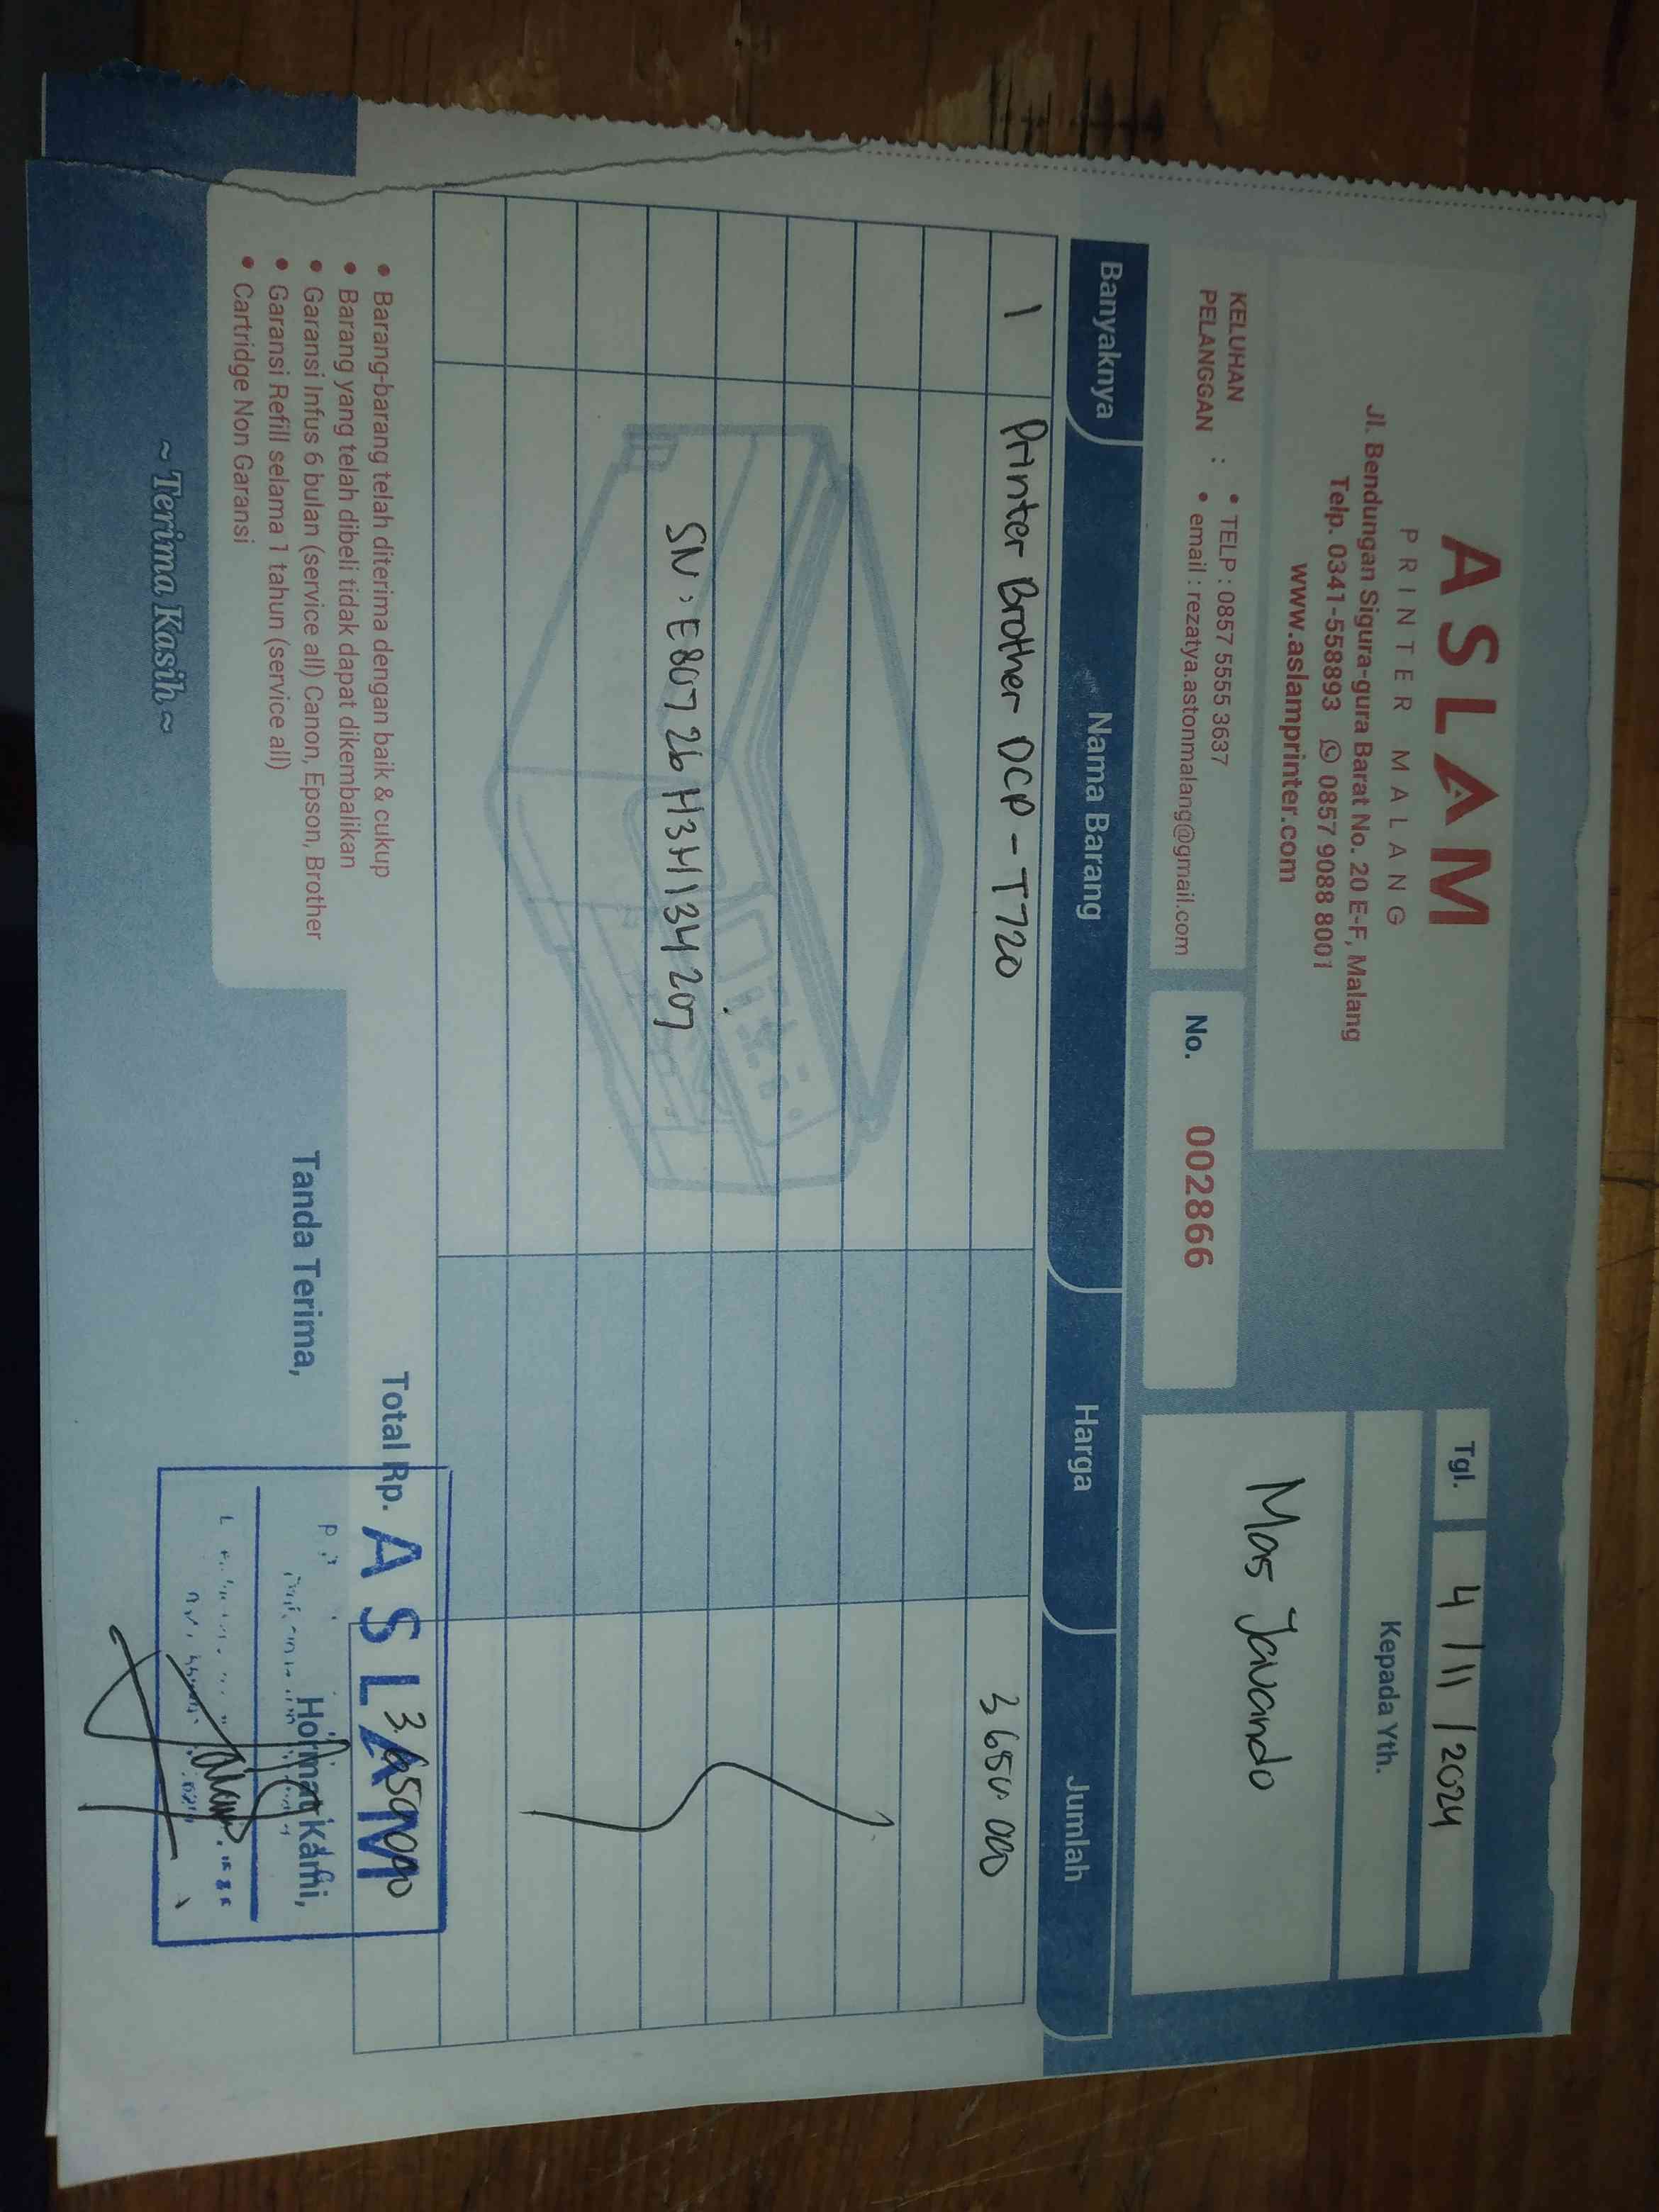 ASLAM
PRINTER MALANG
Jl. Bendungan Sigura-gura Barat No. 20 E-F, Malang
Telp. 0341-558893 0857 9088 8001
www.aslamprinter.com
Tgl. 4/11/2024
Kepada Yth.
Mas Javando
KELUHAN PELANGGAN :
• TELP : 0857 5555 3637
• email : rezatya.astonmalang@gmail.com
No. 002866
Banyaknya Nama Barang Harga Jumlah
1 Printer Brother DCP-T720 3650.000
SN: E80726H3H134207
Total Rp. 3.650.000
ASLAM
• Barang-barang telah diterima dengan baik & cukup
• Barang yang telah dibeli tidak dapat dikembalikan
• Garansi Infus 6 bulan (service all) Canon, Epson, Brother
• Garansi Refill selama 1 tahun (service all)
• Cartridge Non Garansi
Tanda Terima,
Hormat Kami,
~ Terima Kasih ~